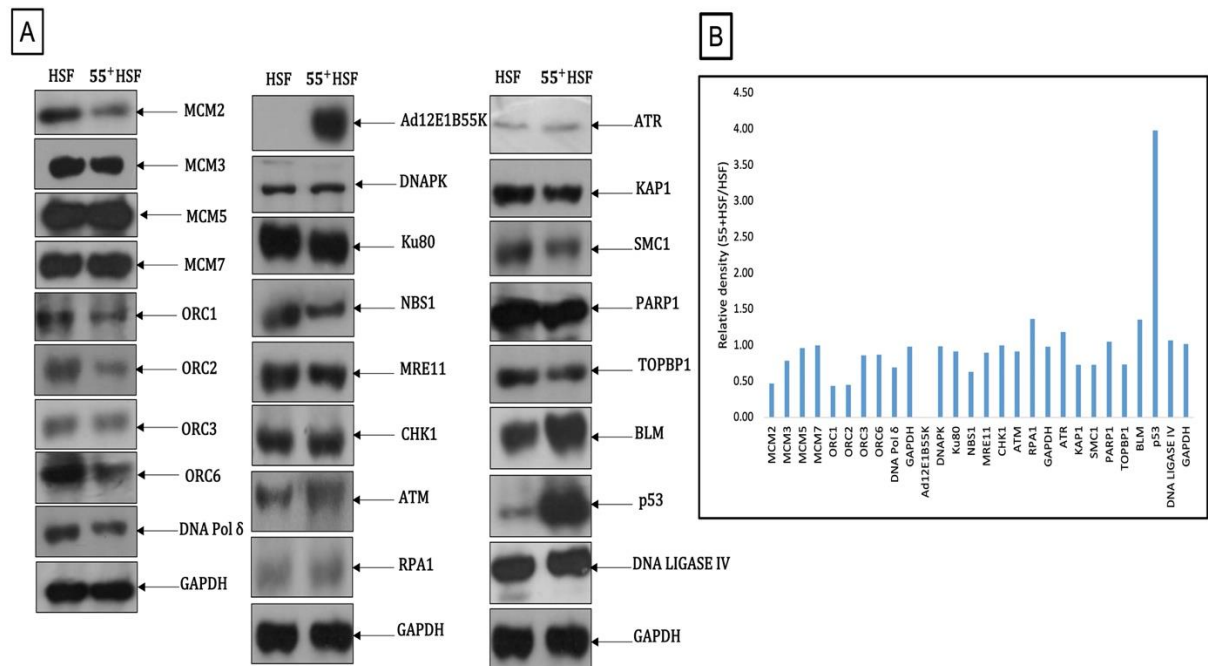 A
HSF 55+HSF
MCM2
MCM3
MCM5
MCM7
ORC1
ORC2
ORC3
ORC6
DNA Pol δ
GAPDH
HSF 55+HSF
Ad12E1B55K
DNAPK
Ku80
NBS1
MRE11
CHK1
ATM
RPA1
GAPDH
HSF 55+HSF
ATR
KAP1
SMC1
PARP1
TOPBP1
BLM
p53
DNA LIGASE IV
GAPDH
B
Relative density (55+HSF/HSF)
4.50
4.00
3.50
3.00
2.50
2.00
1.50
1.00
0.50
0.00
MCM2
MCM3
MCM5
MCM7
ORC1
ORC2
ORC3
ORC6
DNA Pol δ
GAPDH
Ad12E1B55K
DNAPK
Ku80
NBS1
MRE11
CHK1
ATM
RPA1
GAPDH
ATR
KAP1
SMC1
PARP1
TOPBP1
BLM
p53
DNA LIGASE IV
GAPDH